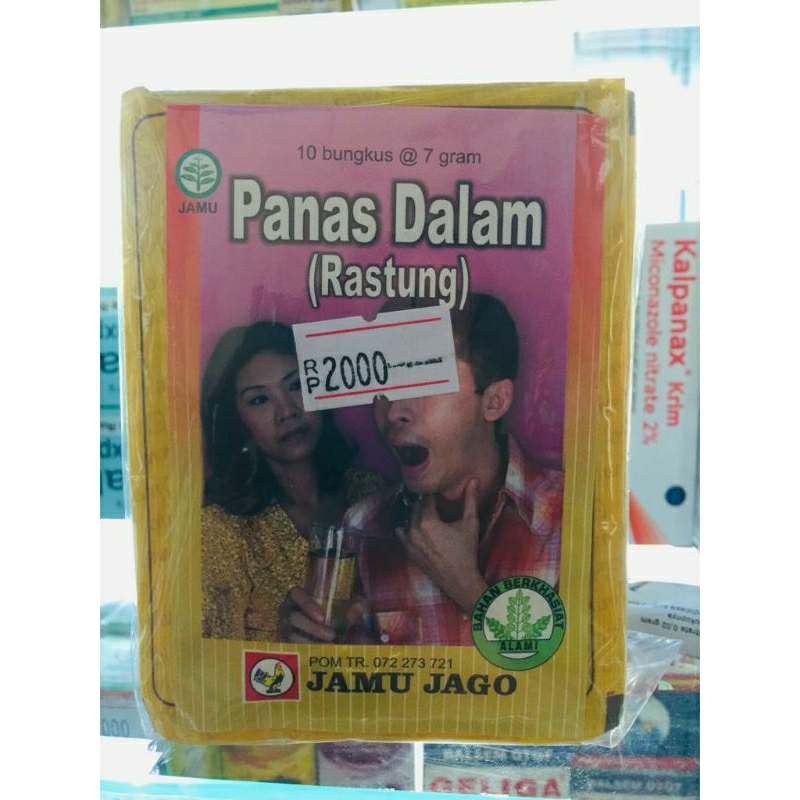 10 bungkus @ 7 gram
JAMU
Panas Dalam
(Rastung)
RP 2000
BAHAN BERKHASIAT
ALAMI
POM TR. 072 273 721
JAMU JAGO
Kalpanax® Krim
Miconazole nitrate 2%
GELIGA